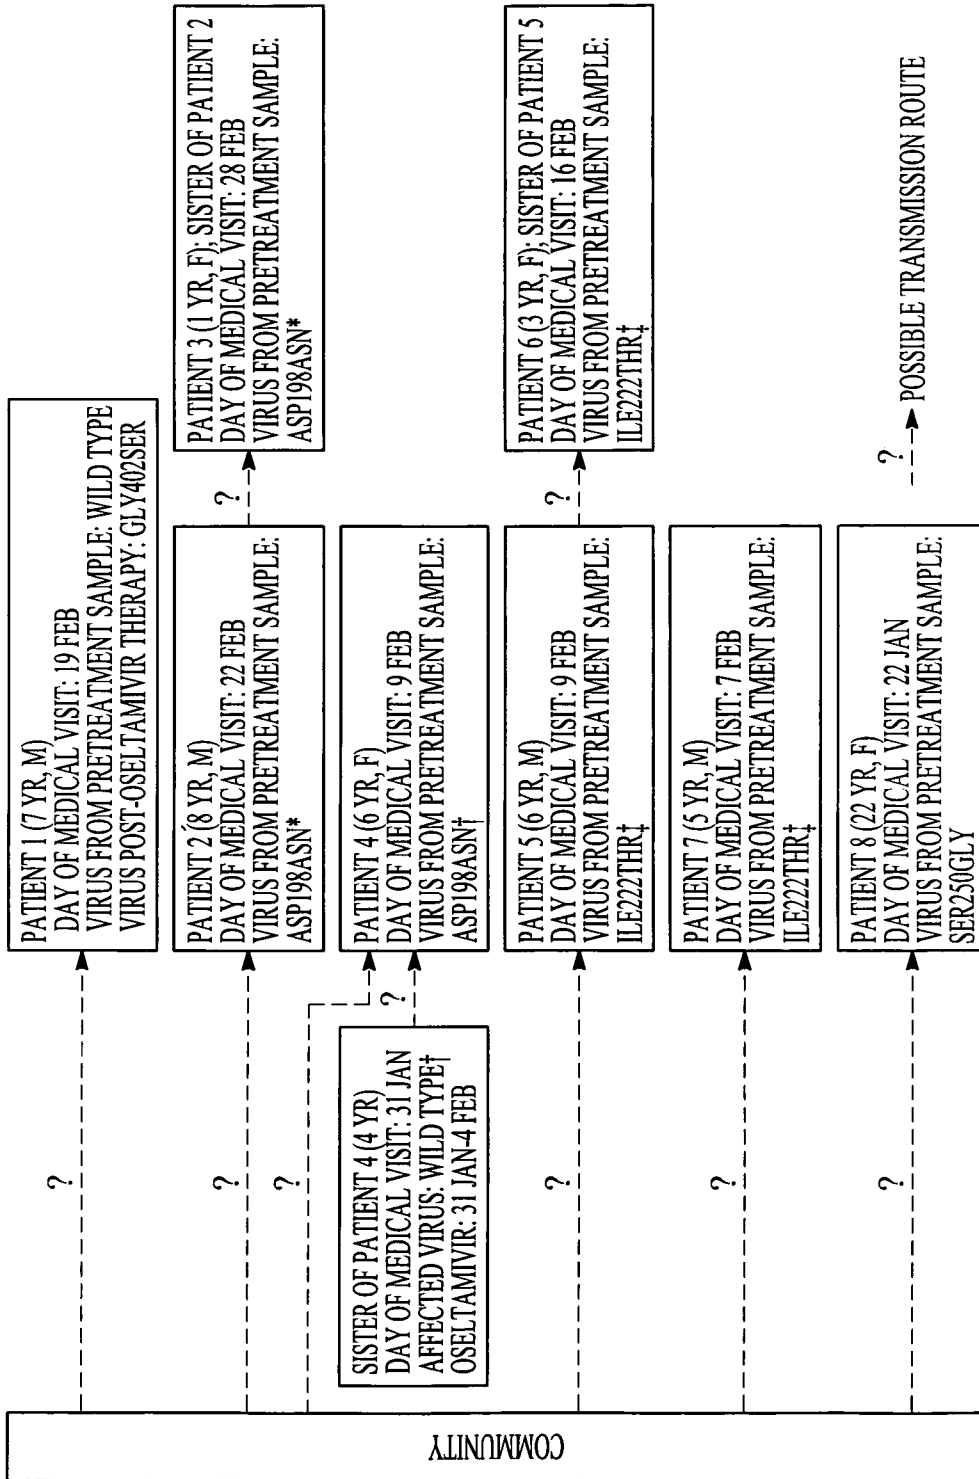 COMMUNITY
?
PATIENT 1 (7 YR, M)
DAY OF MEDICAL VISIT: 19 FEB
VIRUS FROM PRETREATMENT SAMPLE: WILD TYPE
VIRUS POST-OSELTAMIVIR THERAPY: GLY402SER
?
PATIENT 2 (8 YR, M)
DAY OF MEDICAL VISIT: 22 FEB
VIRUS FROM PRETREATMENT SAMPLE:
ASP198ASN*
?
PATIENT 3 (1 YR, F); SISTER OF PATIENT 2
DAY OF MEDICAL VISIT: 28 FEB
VIRUS FROM PRETREATMENT SAMPLE:
ASP198ASN*
?
SISTER OF PATIENT 4 (4 YR)
DAY OF MEDICAL VISIT: 31 JAN
AFFECTED VIRUS: WILD TYPE†
OSELTAMIVIR: 31 JAN-4 FEB
?
PATIENT 4 (6 YR, F)
DAY OF MEDICAL VISIT: 9 FEB
VIRUS FROM PRETREATMENT SAMPLE:
ASP198ASN†
?
PATIENT 5 (6 YR, M)
DAY OF MEDICAL VISIT: 9 FEB
VIRUS FROM PRETREATMENT SAMPLE:
ILE222THR‡
?
PATIENT 6 (3 YR, F); SISTER OF PATIENT 5
DAY OF MEDICAL VISIT: 16 FEB
VIRUS FROM PRETREATMENT SAMPLE:
ILE222THR‡
?
PATIENT 7 (5 YR, M)
DAY OF MEDICAL VISIT: 7 FEB
VIRUS FROM PRETREATMENT SAMPLE:
ILE222THR‡
?
PATIENT 8 (22 YR, F)
DAY OF MEDICAL VISIT: 22 JAN
VIRUS FROM PRETREATMENT SAMPLE:
SER250GLY
?
POSSIBLE TRANSMISSION ROUTE